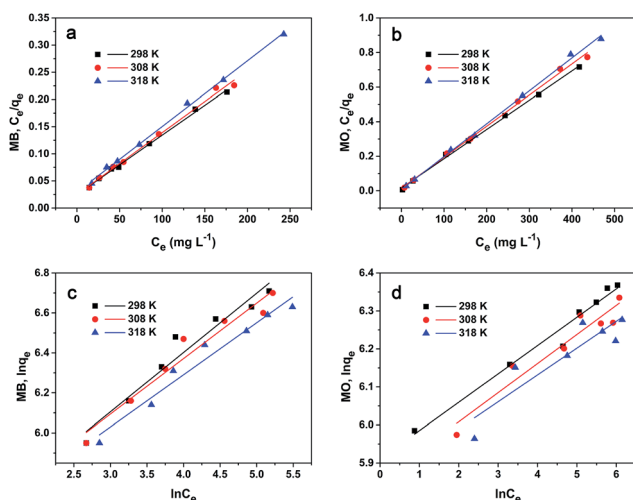 a
298 K
308 K
318 K
MB, Cₑ/qₑ
0.35
0.30
0.25
0.20
0.15
0.10
0.05
0.00
0 50 100 150 200 250
Cₑ (mg L⁻¹)
b
298 K
308 K
318 K
MO, Cₑ/qₑ
1.0
0.8
0.6
0.4
0.2
0.0
0 100 200 300 400 500
Cₑ (mg L⁻¹)
c
298 K
308 K
318 K
MB, lnqₑ
6.8
6.6
6.4
6.2
6.0
5.8
2.5 3.0 3.5 4.0 4.5 5.0 5.5
lnCₑ
d
298 K
308 K
318 K
MO, lnqₑ
6.4
6.3
6.2
6.1
6.0
5.9
0 1 2 3 4 5 6
lnCₑ